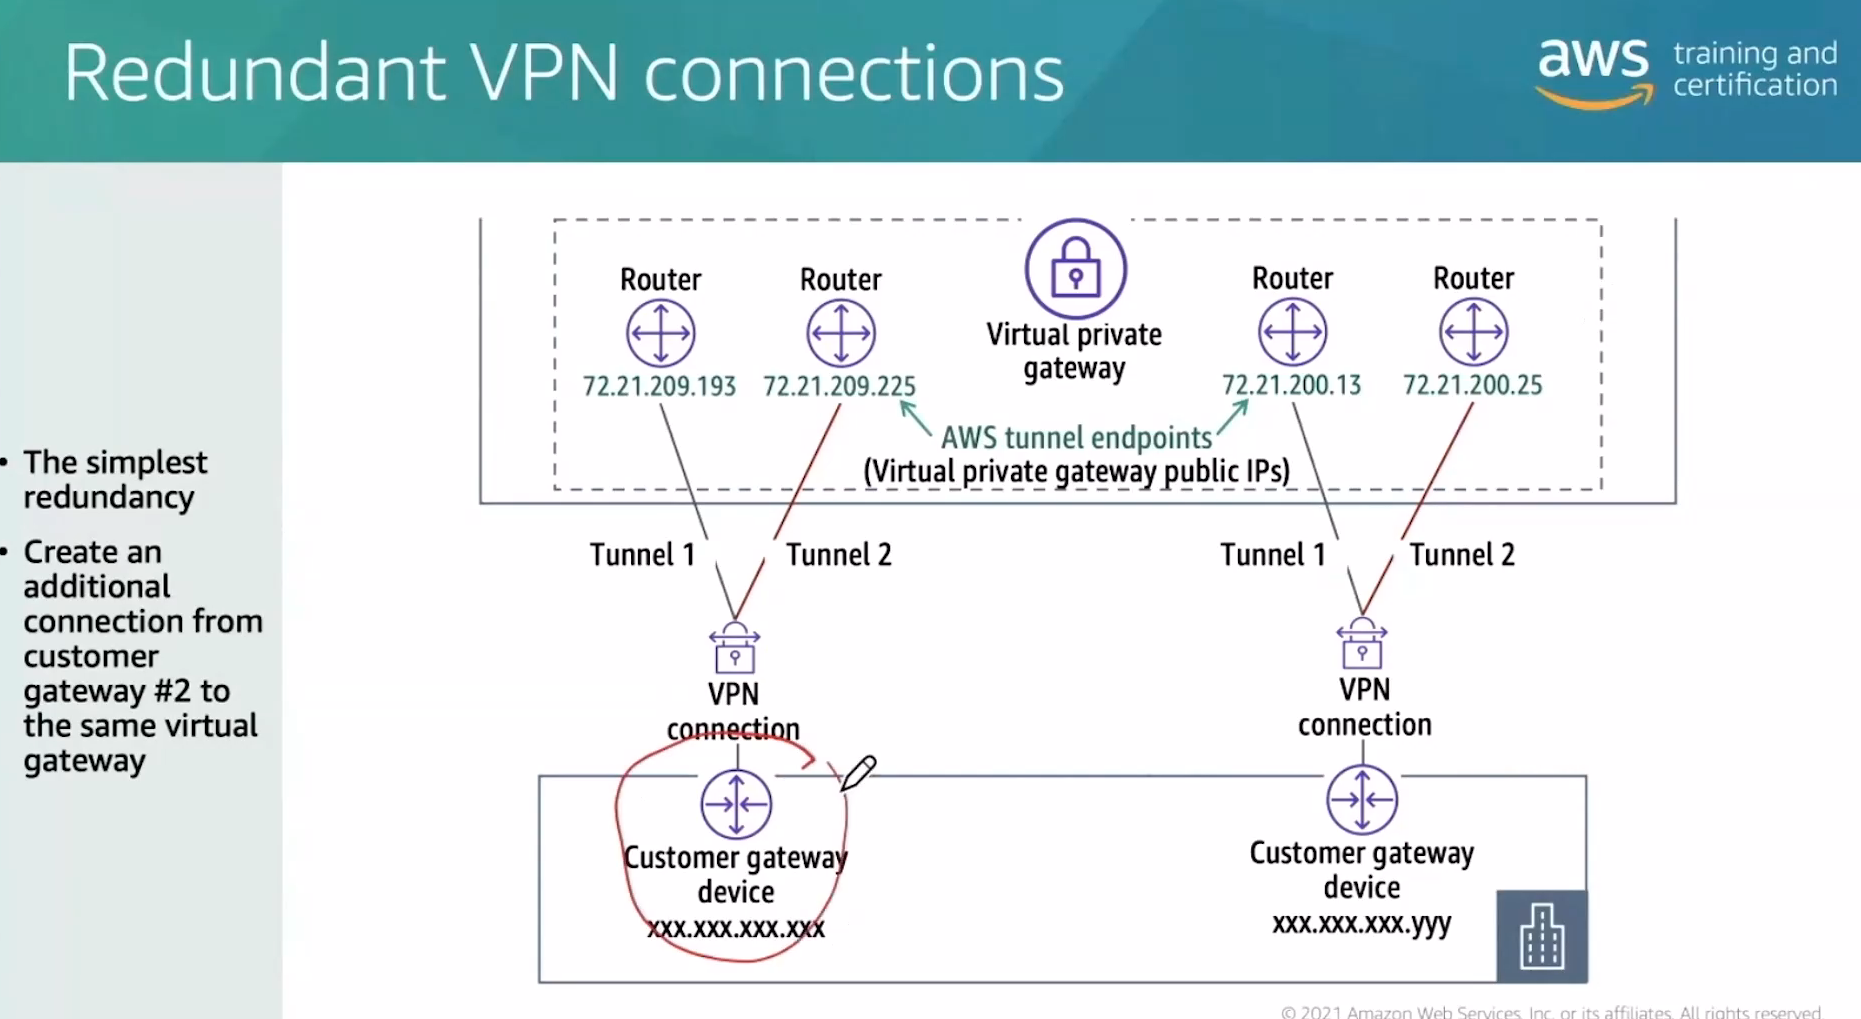 Redundant VPN connections
aws training and
certification
• The simplest
redundancy
• Create an
additional
connection from
customer
gateway #2 to
the same virtual
gateway
Router
Router
Virtual private
gateway
Router
Router
72.21.209.193
72.21.209.225
72.21.200.13
72.21.200.25
AWS tunnel endpoints
(Virtual private gateway public IPs)
Tunnel 1
Tunnel 2
Tunnel 1
Tunnel 2
VPN
connection
VPN
connection
Customer gateway
device
xxx.xxx.xxx.xxx
Customer gateway
device
xxx.xxx.xxx.yyy
© 2021 Amazon Web Services, Inc. or its affiliates. All rights reserved.